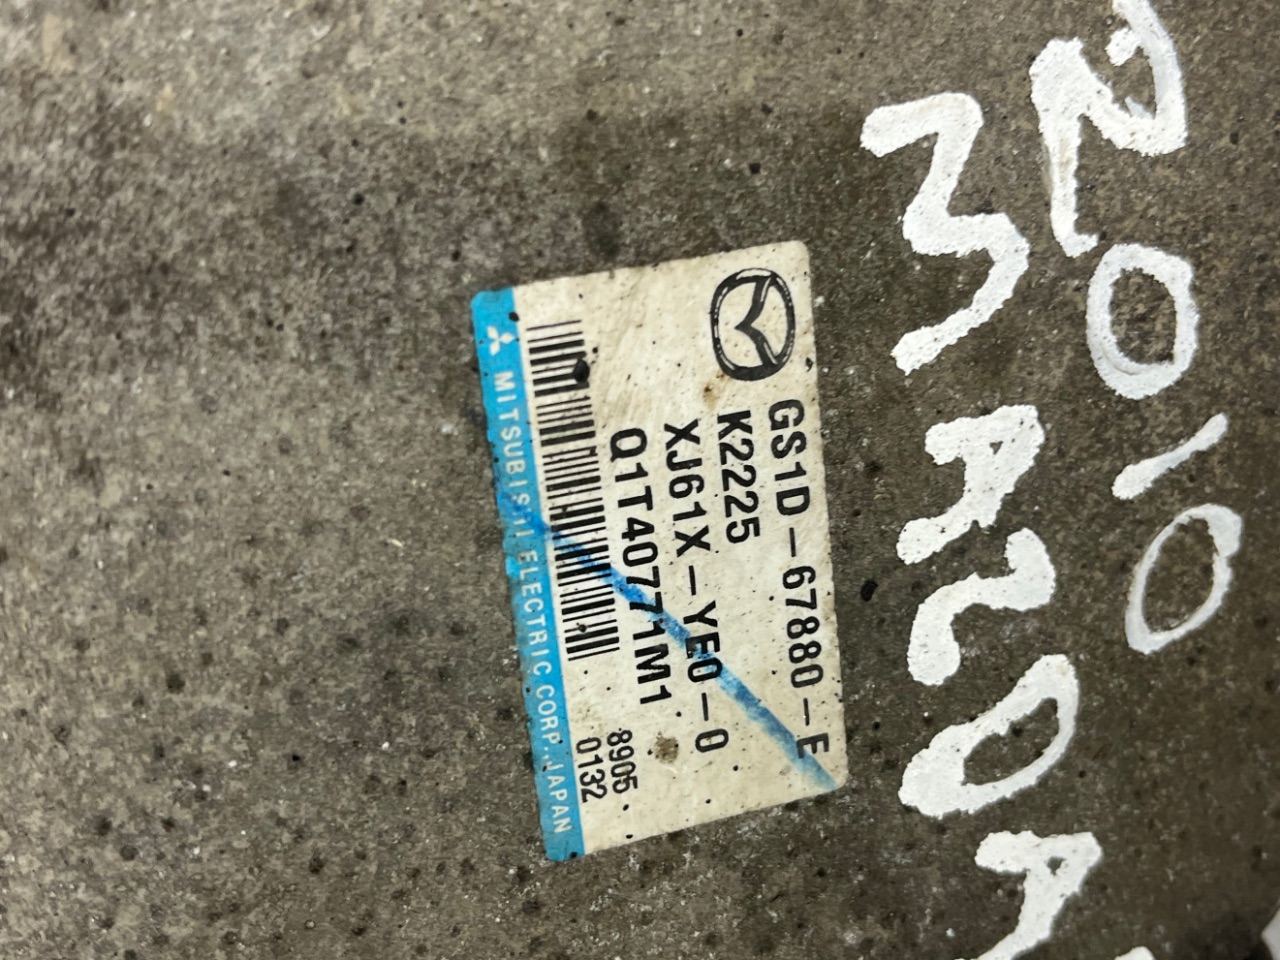 2010
MAZDA
GS1D-67880-E
K2225
XJ61X-YE0-0
Q1T40771M1
8905
0132
MITSUBISHI ELECTRIC CORP. JAPAN